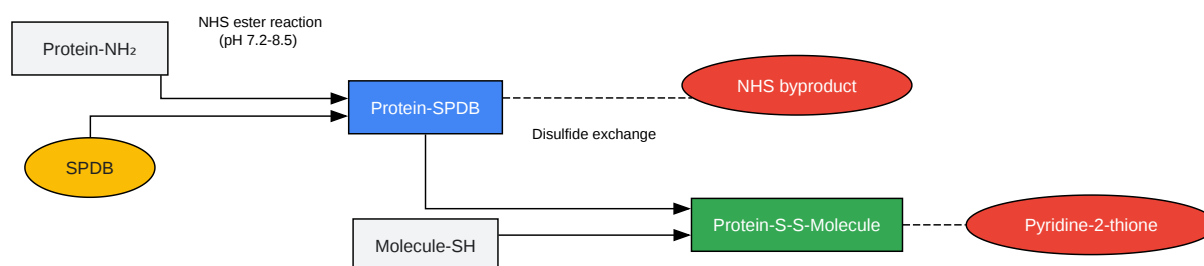 NHS ester reaction
(pH 7.2-8.5)
Protein-NH₂
NHS byproduct
Protein-SPDB
Disulfide exchange
SPDB
Protein-S-S-Molecule
Pyridine-2-thione
Molecule-SH